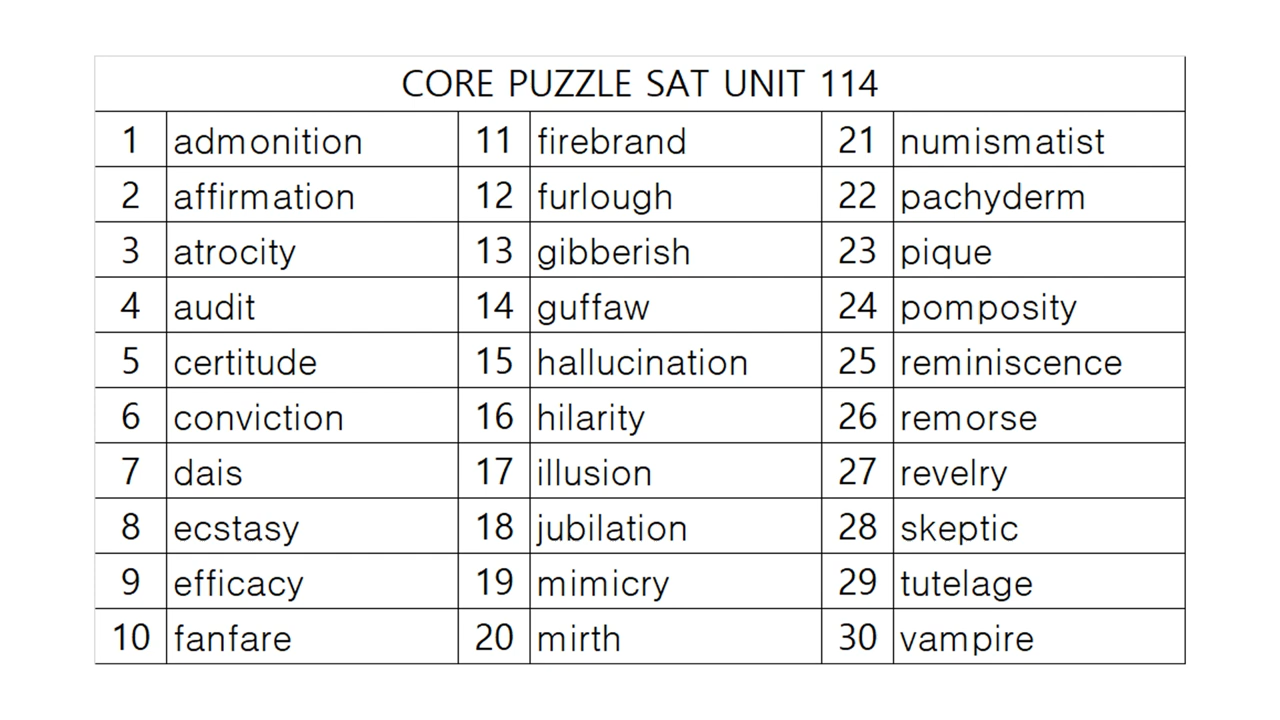 CORE PUZZLE SAT UNIT 114
1 admonition 11 firebrand 21 numismatist
2 affirmation 12 furlough 22 pachyderm
3 atrocity 13 gibberish 23 pique
4 audit 14 guffaw 24 pomposity
5 certitude 15 hallucination 25 reminiscence
6 conviction 16 hilarity 26 remorse
7 dais 17 illusion 27 revelry
8 ecstasy 18 jubilation 28 skeptic
9 efficacy 19 mimicry 29 tutelage
10 fanfare 20 mirth 30 vampire